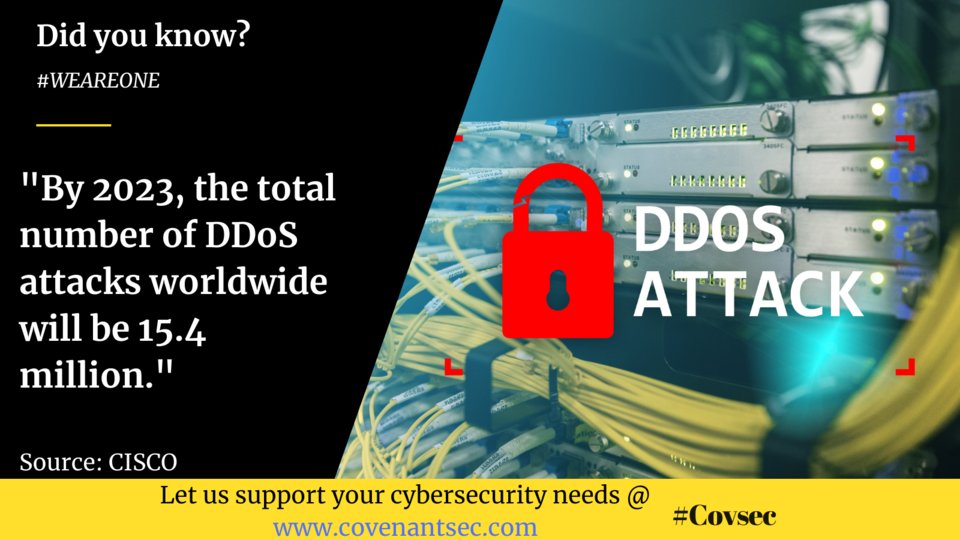 Did you know?
#WEAREONE
"By 2023, the total
number of DDoS
attacks worldwide
will be 15.4
million."
Source: CISCO
DDOS
ATTACK
Let us support your cybersecurity needs @
www.covenantsec.com
#Covsec